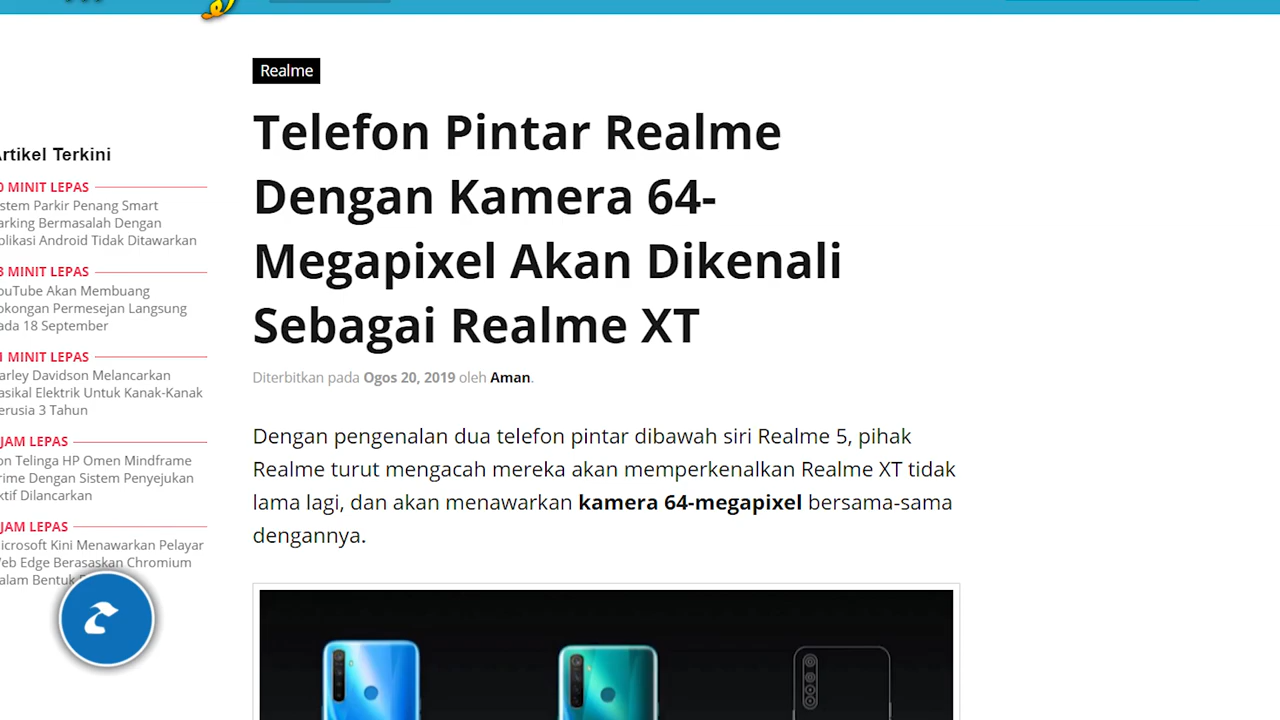 Realme
Telefon Pintar Realme
Dengan Kamera 64-
Megapixel Akan Dikenali
Sebagai Realme XT
Diterbitkan pada Ogos 20, 2019 oleh Aman.
Dengan pengenalan dua telefon pintar dibawah siri Realme 5, pihak
Realme turut mengacah mereka akan memperkenalkan Realme XT tidak
lama lagi, dan akan menawarkan kamera 64-megapixel bersama-sama
dengannya.
rtikel Terkini
0 MINIT LEPAS
stem Parkir Penang Smart
arking Bermasalah Dengan
plikasi Android Tidak Ditawarkan
MINIT LEPAS
ouTube Akan Membuang
okongan Permesejan Langsung
ada 18 September
MINIT LEPAS
arley Davidson Melancarkan
asikal Elektrik Untuk Kanak-Kanak
erusia 3 Tahun
JAM LEPAS
on Telinga HP Omen Mindframe
rime Dengan Sistem Penyejukan
ktif Dilancarkan
JAM LEPAS
icrosoft Kini Menawarkan Pelayar
eb Edge Berasaskan Chromium
alam Bentuk